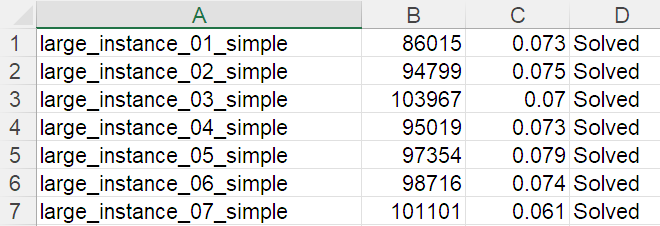 A B C D
1 large_instance_01_simple 86015 0.073 Solved
2 large_instance_02_simple 94799 0.075 Solved
3 large_instance_03_simple 103967 0.07 Solved
4 large_instance_04_simple 95019 0.073 Solved
5 large_instance_05_simple 97354 0.079 Solved
6 large_instance_06_simple 98716 0.074 Solved
7 large_instance_07_simple 101101 0.061 Solved